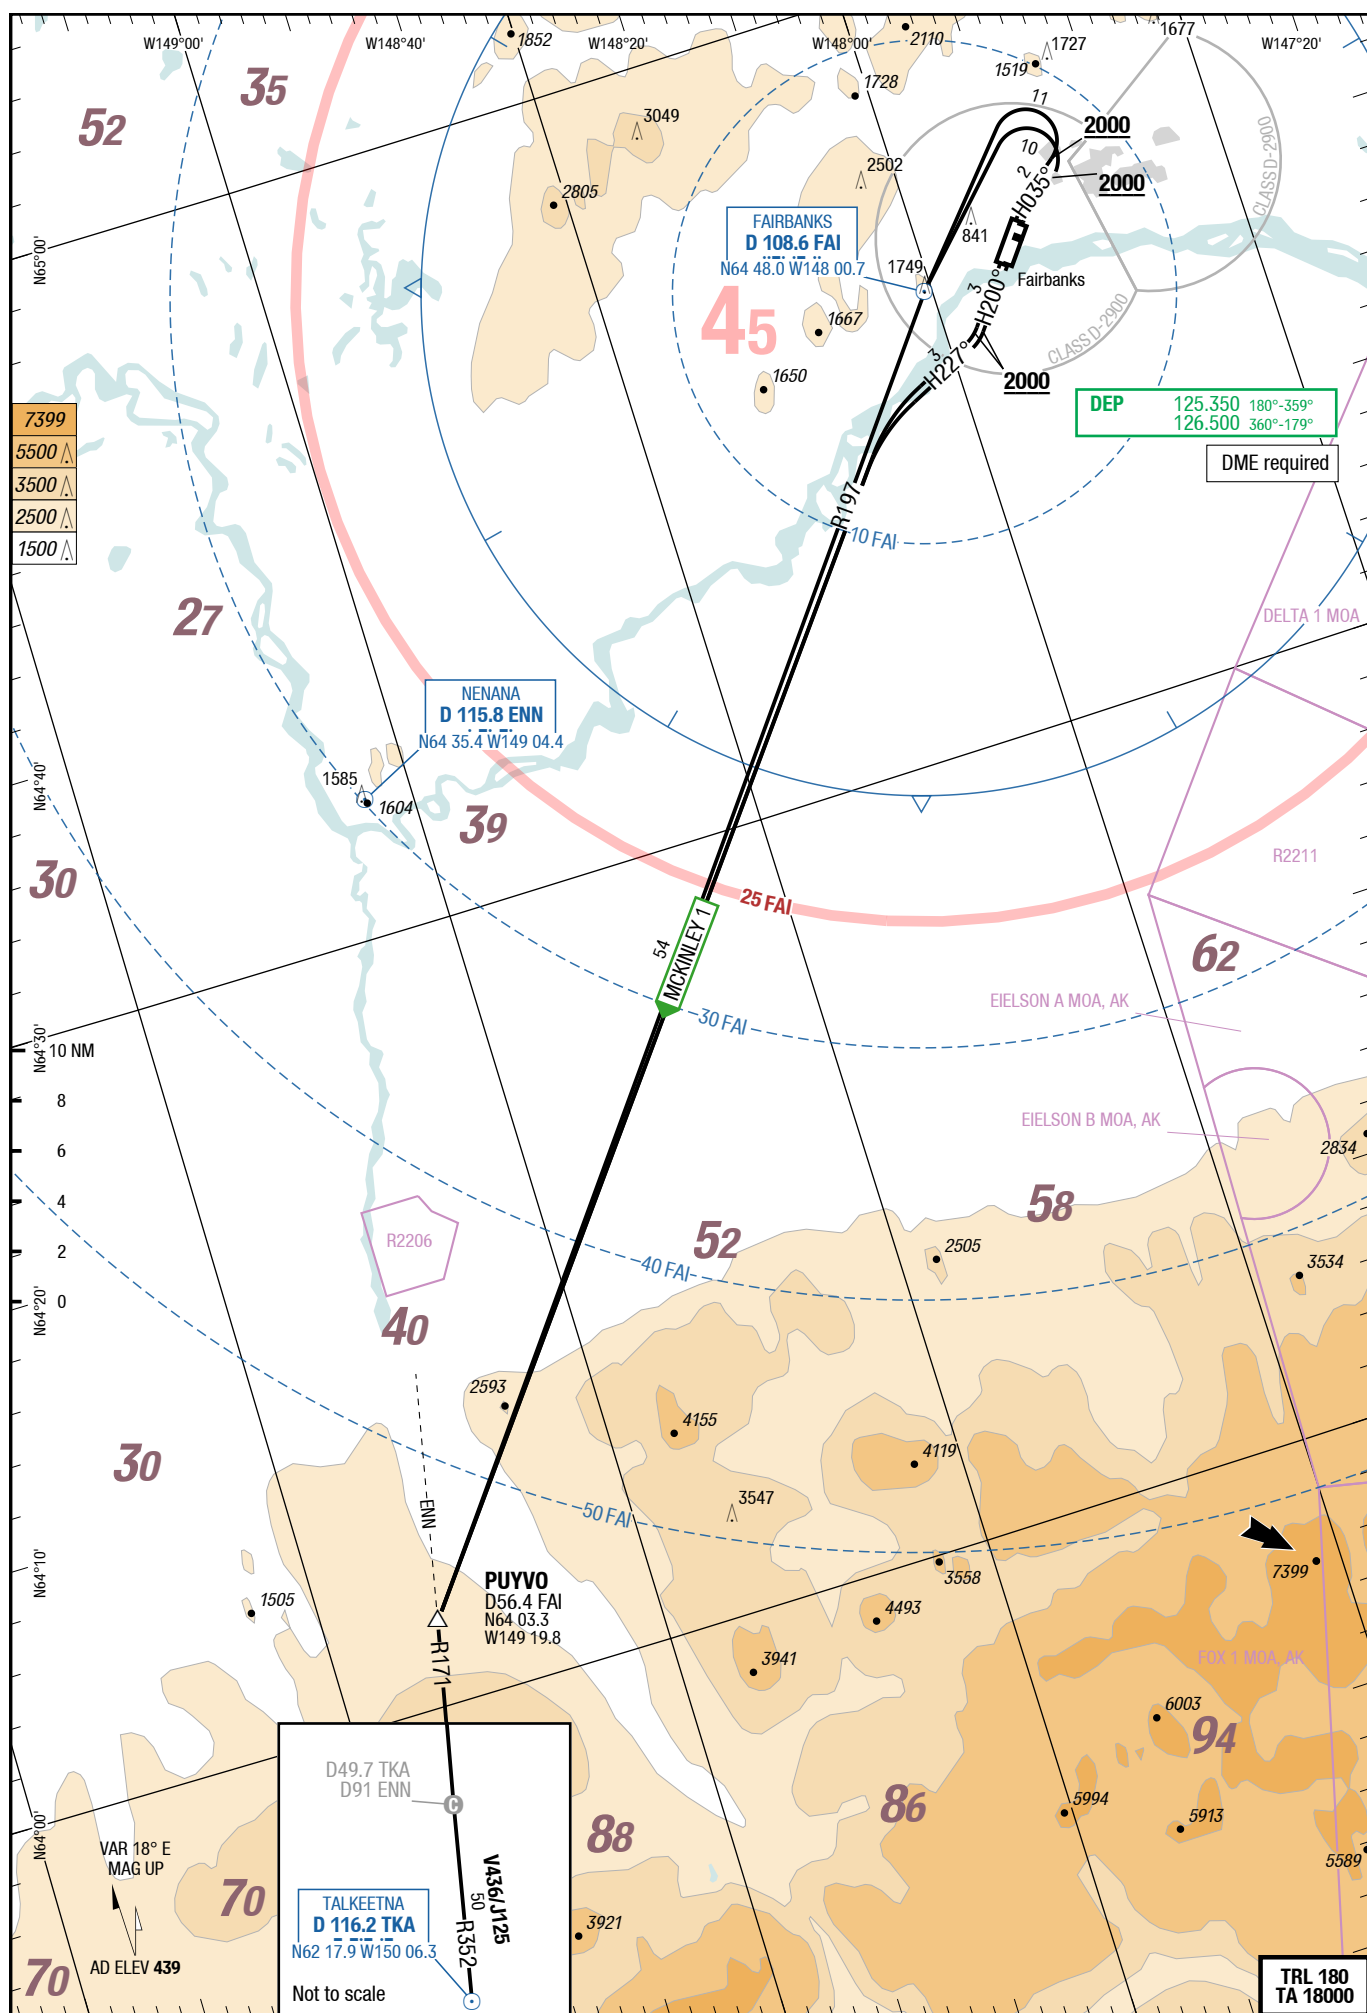 W149°00'
W148°40'
W148°20'
W148°00'
W147°20'
1852
2110
1727
1677
1519
1728
35
52
3049
11
2000
10
2
2502
2805
2000
H035°
CLASS D-2900
FAIRBANKS
D 108.6 FAI
N64 48.0 W148 00.7
841
N65°00'
1749
Fairbanks
3
H200°
45
1667
CLASS D-2900
3
H227°
1650
2000
DEP 125.350 180°-359°
126.500 360°-179°
7399
5500
3500
2500
1500
DME required
R197
10 FAI
27
DELTA 1 MOA
NENANA
D 115.8 ENN
N64 35.4 W149 04.4
N64°40'
1585
1604
39
R2211
30
25 FAI
MCKINLEY 1
54
62
EIELSON A MOA, AK
30 FAI
N64°30'
10 NM
8
6
4
2
0
EIELSON B MOA, AK
2834
58
R2206
52
2505
40 FAI
3534
N64°20'
40
2593
4155
4119
30
3547
ENN
50 FAI
7399
3558
N64°10'
PUYVO
D56.4 FAI
N64 03.3
W149 19.8
1505
4493
R171
3941
FOX 1 MOA, AK
6003
94
D49.7 TKA
D91 ENN
C
86
5994
5913
88
N64°00'
VAR 18° E
MAG UP
5589
V436/J125
50
70
TALKEETNA
D 116.2 TKA
N62 17.9 W150 06.3
R352
3921
AD ELEV 439
70
Not to scale
TRL 180
TA 18000